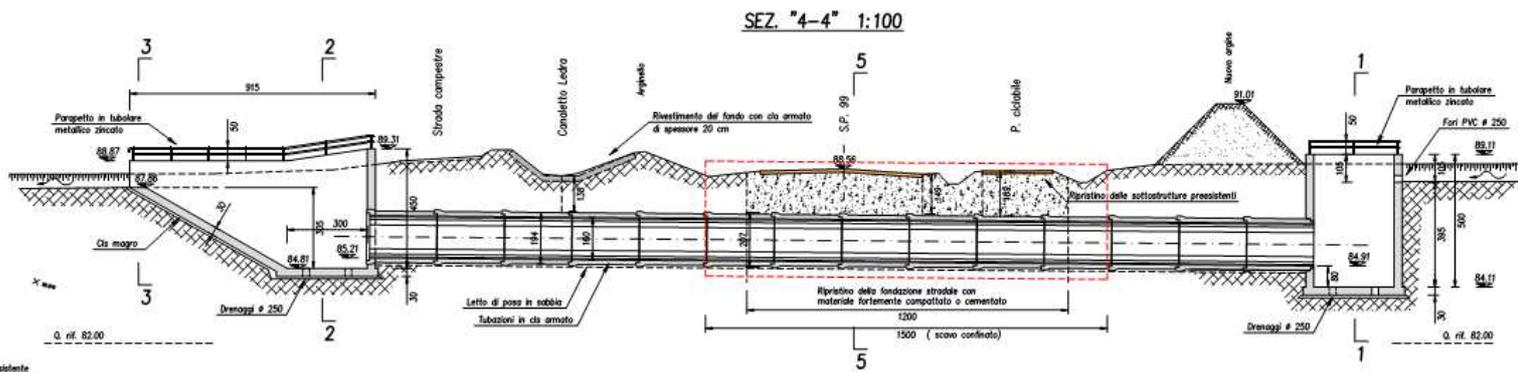 SEZ. "4-4" 1:100
3
2
5
1
915
Strada campestre
Canaletto Ledra
Arginello
S.P. 99
P. ciclabile
Nuovo argine
Parapetto in tubolare
metallico zincato
50
Rivestimento del fondo con cls armato
di spessore 20 cm
91.01
Parapetto in tubolare
metallico zincato
50
Fori PVC ø 250
88.87
89.31
88.56
89.11
87.86
105
Ripristino delle sottostrutture preesistenti
Cls magro
50
300
335
450
85.21
84.81
194
160
207
84.91
80
395
500
84.11
30
30
Drenaggi ø 250
Letto di posa in sabbia
Tubazioni in cls armato
Ripristino della fondazione stradale con
materiale fortemente compattato o cementato
1200
1500 ( scavo confinato)
Drenaggi ø 250
Q. rif. 82.00
Q. rif. 82.00
3
2
5
1
sistente